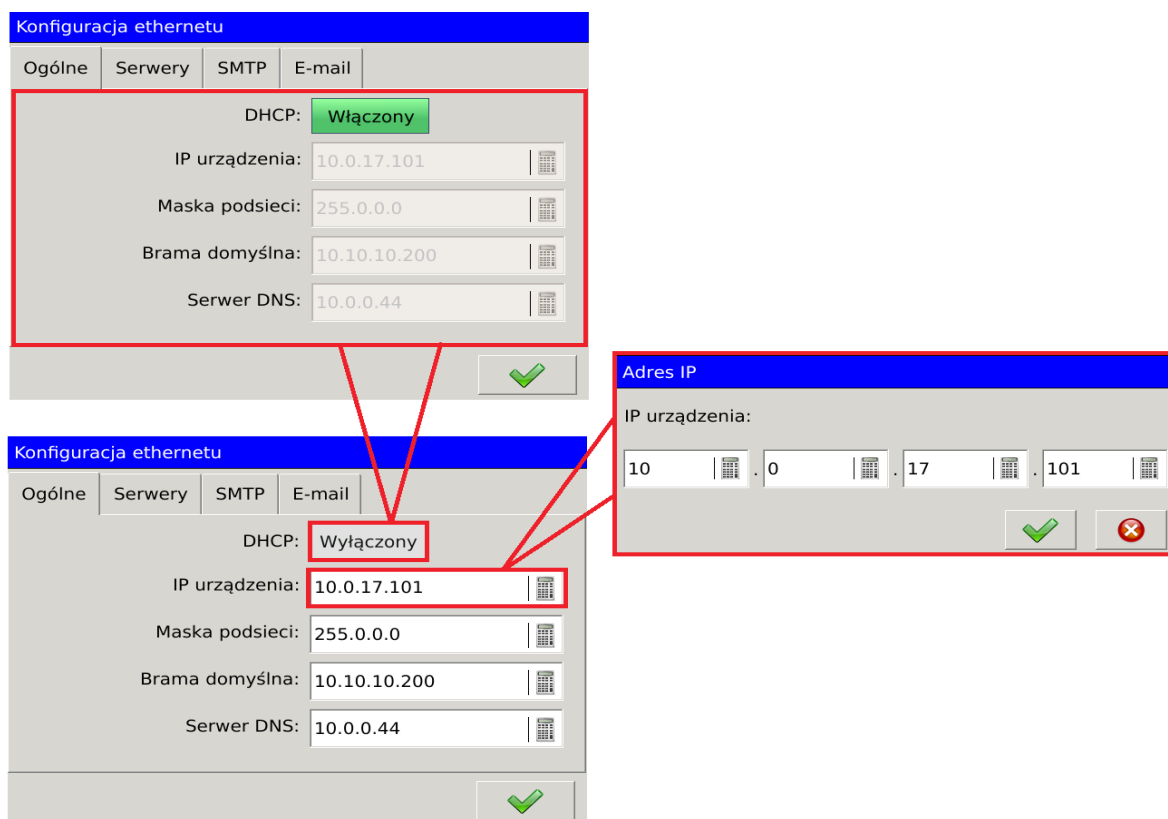 Konfiguracja ethernetu
Ogólne Serwery SMTP E-mail
DHCP: Włączony
IP urządzenia: 10.0.17.101
Maska podsieci: 255.0.0.0
Brama domyślna: 10.10.10.200
Serwer DNS: 10.0.0.44
Konfiguracja ethernetu
Ogólne Serwery SMTP E-mail
DHCP: Wyłączony
IP urządzenia: 10.0.17.101
Maska podsieci: 255.0.0.0
Brama domyślna: 10.10.10.200
Serwer DNS: 10.0.0.44
Adres IP
IP urządzenia:
10 . 0 . 17 . 101